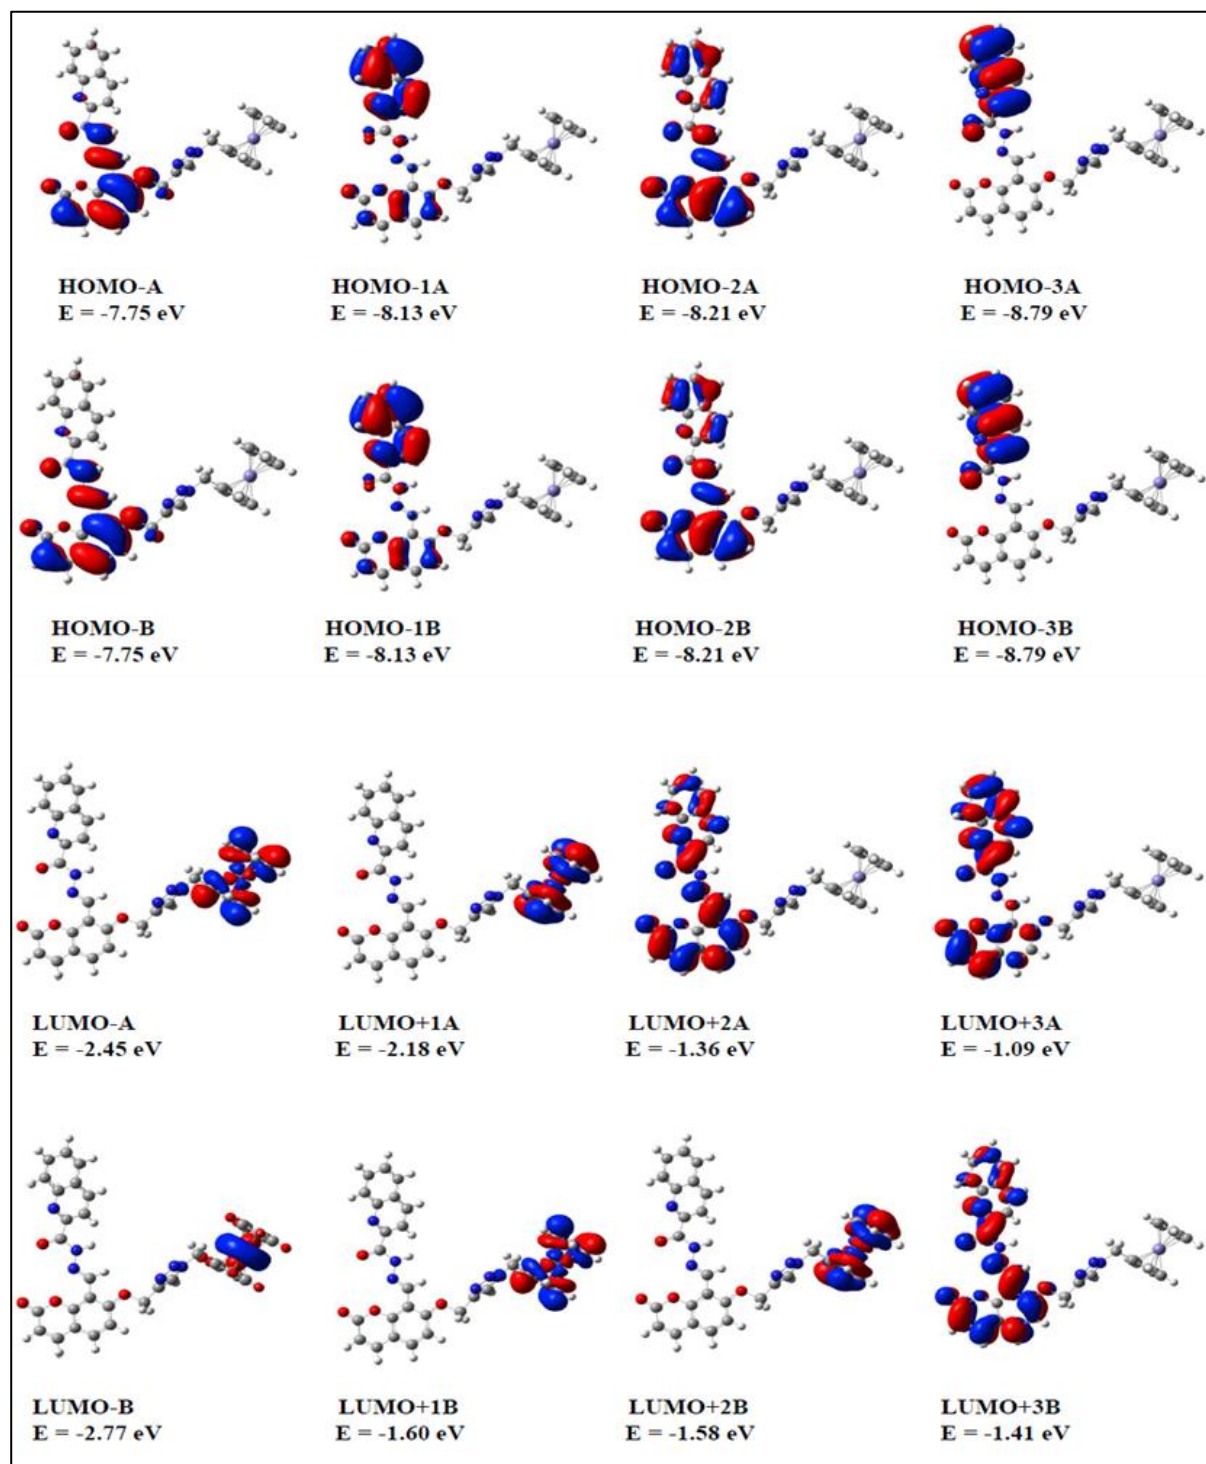 HOMO-A
E = -7.75 eV
HOMO-1A
E = -8.13 eV
HOMO-2A
E = -8.21 eV
HOMO-3A
E = -8.79 eV
HOMO-B
E = -7.75 eV
HOMO-1B
E = -8.13 eV
HOMO-2B
E = -8.21 eV
HOMO-3B
E = -8.79 eV
LUMO-A
E = -2.45 eV
LUMO+1A
E = -2.18 eV
LUMO+2A
E = -1.36 eV
LUMO+3A
E = -1.09 eV
LUMO-B
E = -2.77 eV
LUMO+1B
E = -1.60 eV
LUMO+2B
E = -1.58 eV
LUMO+3B
E = -1.41 eV